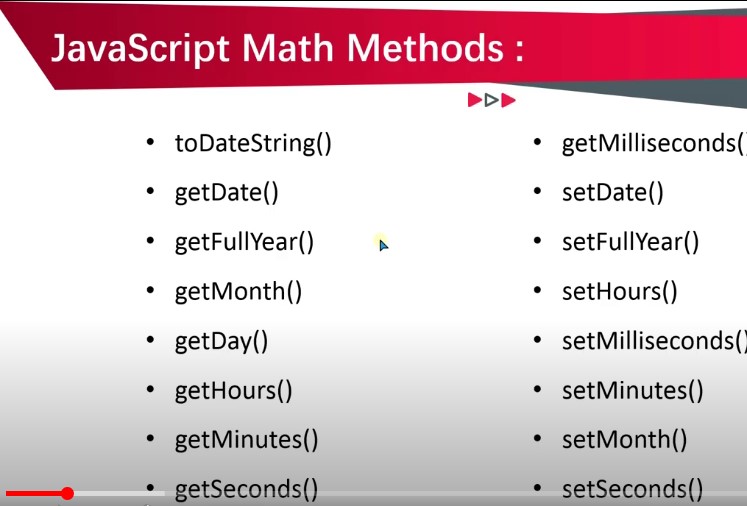 JavaScript Math Methods :
• toDateString()
• getDate()
• getFullYear()
• getMonth()
• getDay()
• getHours()
• getMinutes()
• getSeconds()
• getMilliseconds(
• setDate()
• setFullYear()
• setHours()
• setMilliseconds()
• setMinutes()
• setMonth()
• setSeconds()